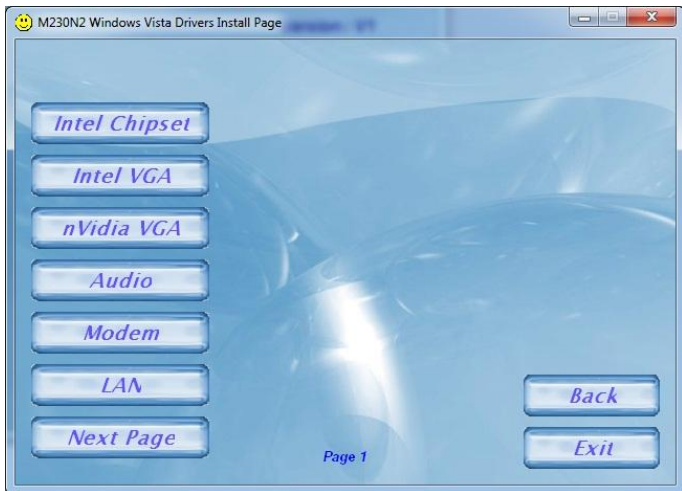 M230N2 Windows Vista Drivers Install Page
Intel Chipset
Intel VGA
nVidia VGA
Audio
Modem
LAN
Next Page
Page 1
Back
Exit